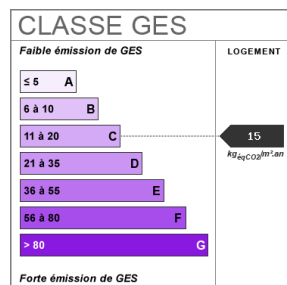 CLASSE GES
Faible émission de GES
LOGEMENT
≤ 5 A
6 à 10 B
11 à 20 C
15
kgéqCO2/m².an
21 à 35 D
36 à 55 E
56 à 80 F
> 80 G
Forte émission de GES